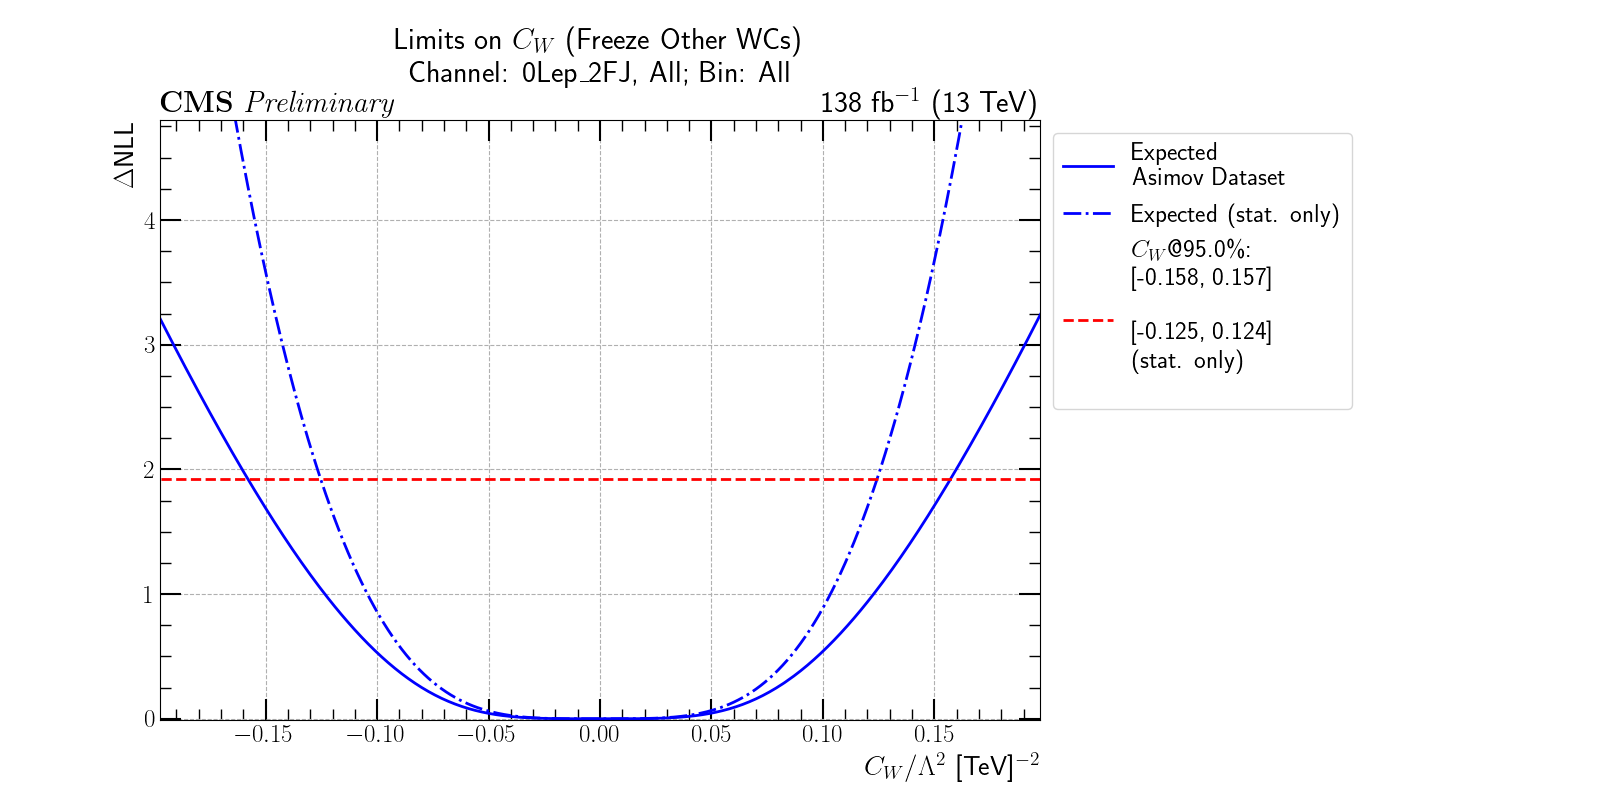 Limits on C_W (Freeze Other WCs)
Channel: 0Lep_2FJ, All; Bin: All
CMS Preliminary
138 fb⁻¹ (13 TeV)
ΔNLL
4
3
2
1
0
−0.15 −0.10 −0.05 0.00 0.05 0.10 0.15
C_W/Λ² [TeV]⁻²
Expected
Asimov Dataset
Expected (stat. only)
C_W@95.0%:
[-0.158, 0.157]
[-0.125, 0.124]
(stat. only)